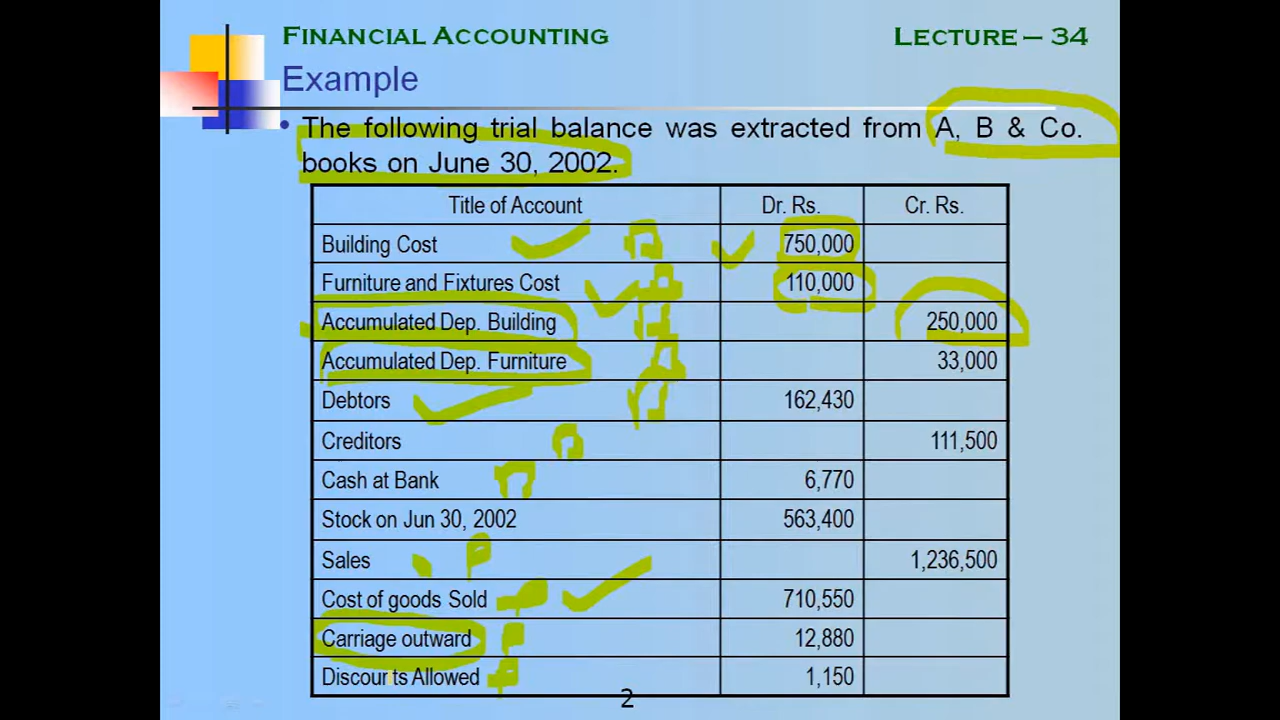 FINANCIAL ACCOUNTING LECTURE – 34
Example
• The following trial balance was extracted from A, B & Co.
books on June 30, 2002.
Title of Account Dr. Rs. Cr. Rs.
Building Cost 750,000
Furniture and Fixtures Cost 110,000
Accumulated Dep. Building 250,000
Accumulated Dep. Furniture 33,000
Debtors 162,430
Creditors 111,500
Cash at Bank 6,770
Stock on Jun 30, 2002 563,400
Sales 1,236,500
Cost of goods Sold 710,550
Carriage outward 12,880
Discounts Allowed 1,150
2